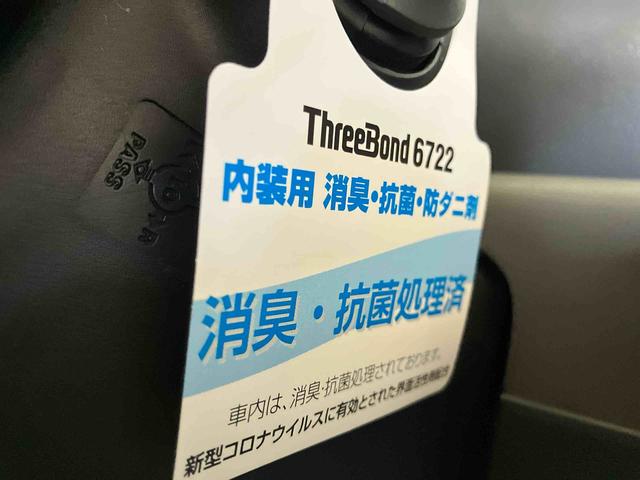 ThreeBond 6722
内装用 消臭・抗菌・防ダニ剤
消臭・抗菌処理済
車内は、消臭・抗菌処理されております。
新型コロナウイルスに有効とされた界面活性剤配合
PASS